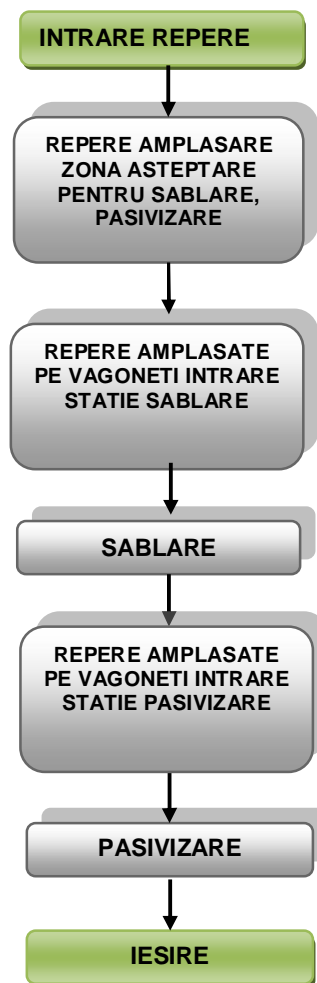 INTRARE REPERE
REPERE AMPLASARE
ZONA ASTEPTARE
PENTRU SABLARE,
PASIVIZARE
REPERE AMPLASATE
PE VAGONETI INTRARE
STATIE SABLARE
SABLARE
REPERE AMPLASATE
PE VAGONETI INTRARE
STATIE PASIVIZARE
PASIVIZARE
IESIRE